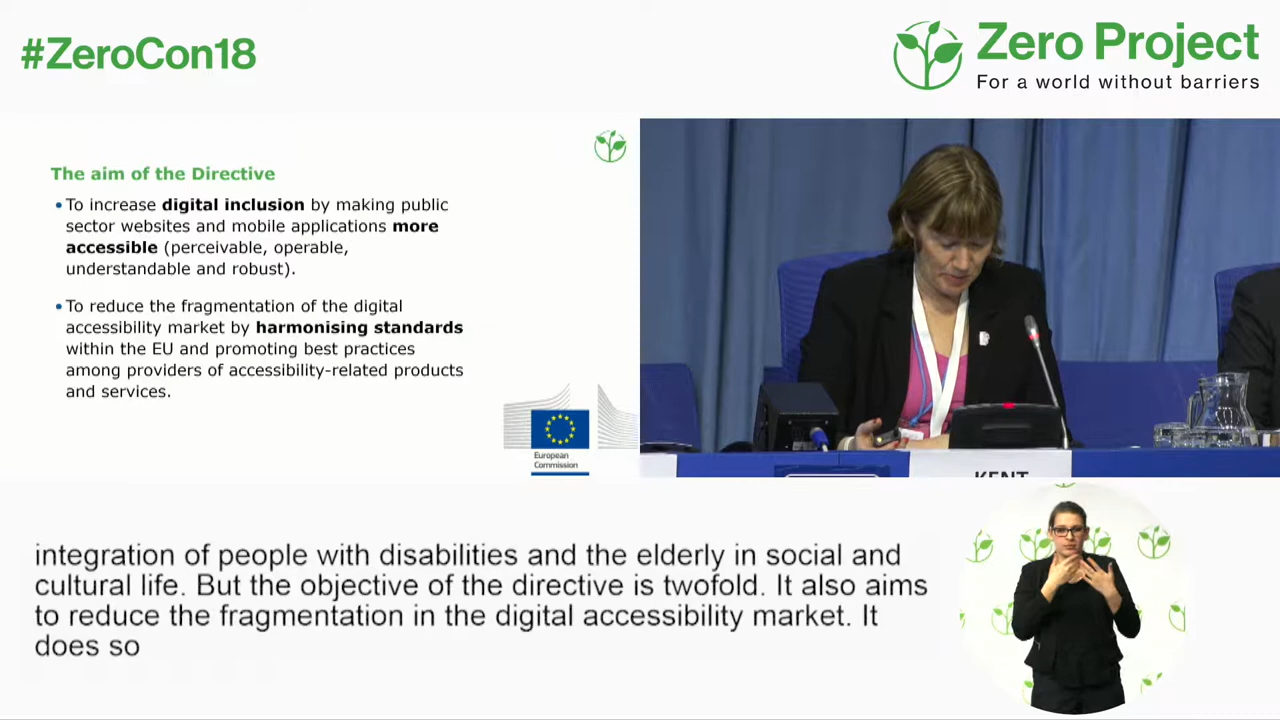 #ZeroCon18
Zero Project
For a world without barriers
The aim of the Directive
• To increase digital inclusion by making public
sector websites and mobile applications more
accessible (perceivable, operable,
understandable and robust).
• To reduce the fragmentation of the digital
accessibility market by harmonising standards
within the EU and promoting best practices
among providers of accessibility-related products
and services.
European
Commission
KENT
integration of people with disabilities and the elderly in social and
cultural life. But the objective of the directive is twofold. It also aims
to reduce the fragmentation in the digital accessibility market. It
does so